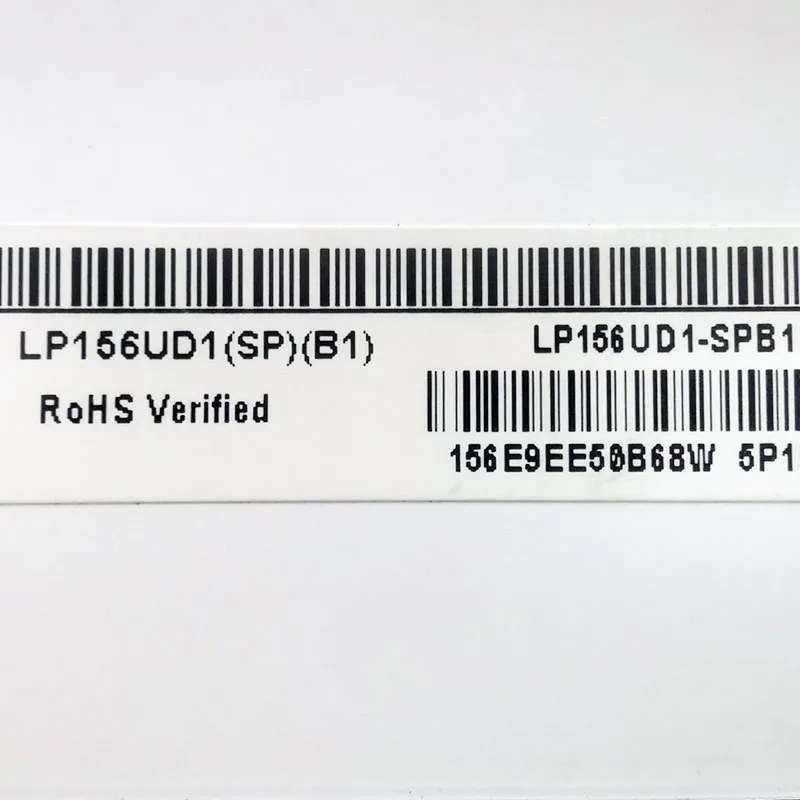 LP156UD1(SP)(B1)
LP156UD1-SPB1
RoHS Verified
156E9EE50B68W 5P1